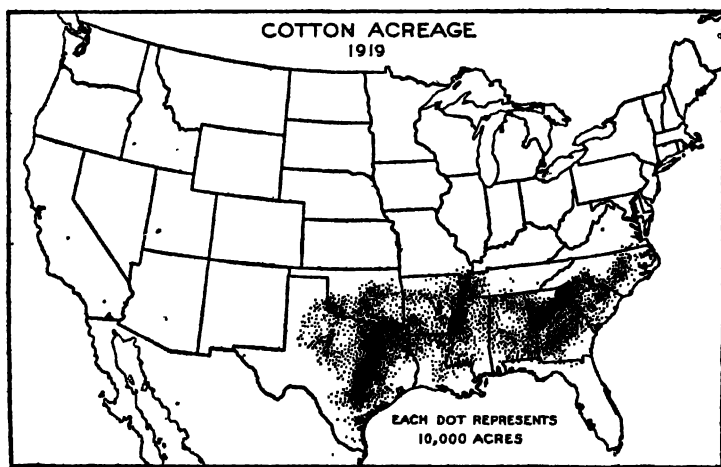 COTTON ACREAGE
1919
EACH DOT REPRESENTS
10,000 ACRES